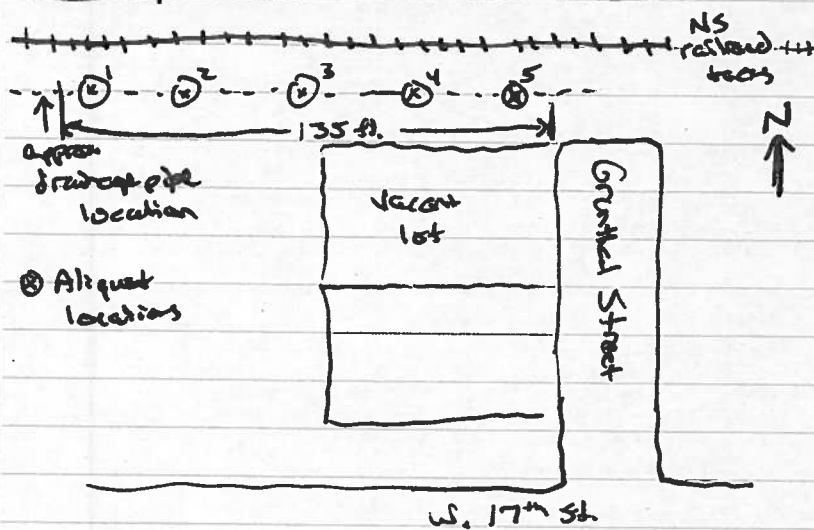 NS
railroad
tracks
1 2 3 4 5
135 ft.
N
approx
drainage pipe
location
Vacant
lot
Grunthal Street
⊗ Aliquot
locations
W. 17th St.